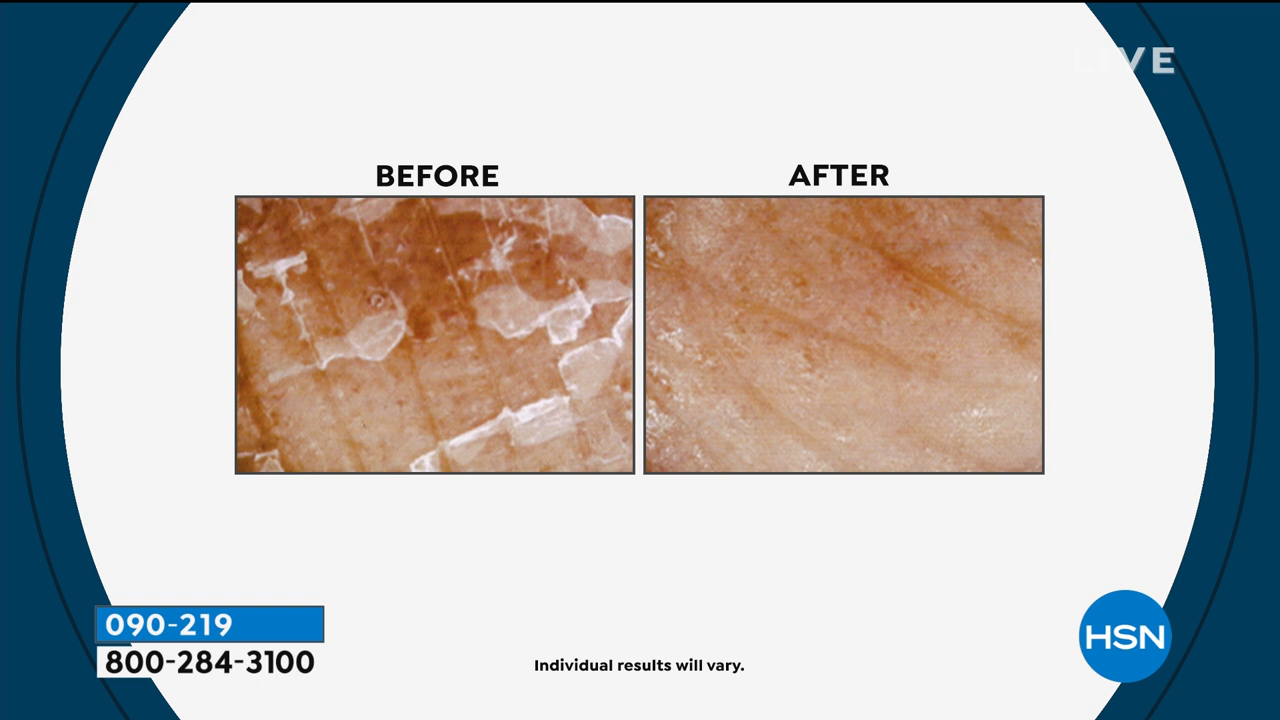 LIVE
BEFORE
AFTER
090-219
800-284-3100
Individual results will vary.
HSN